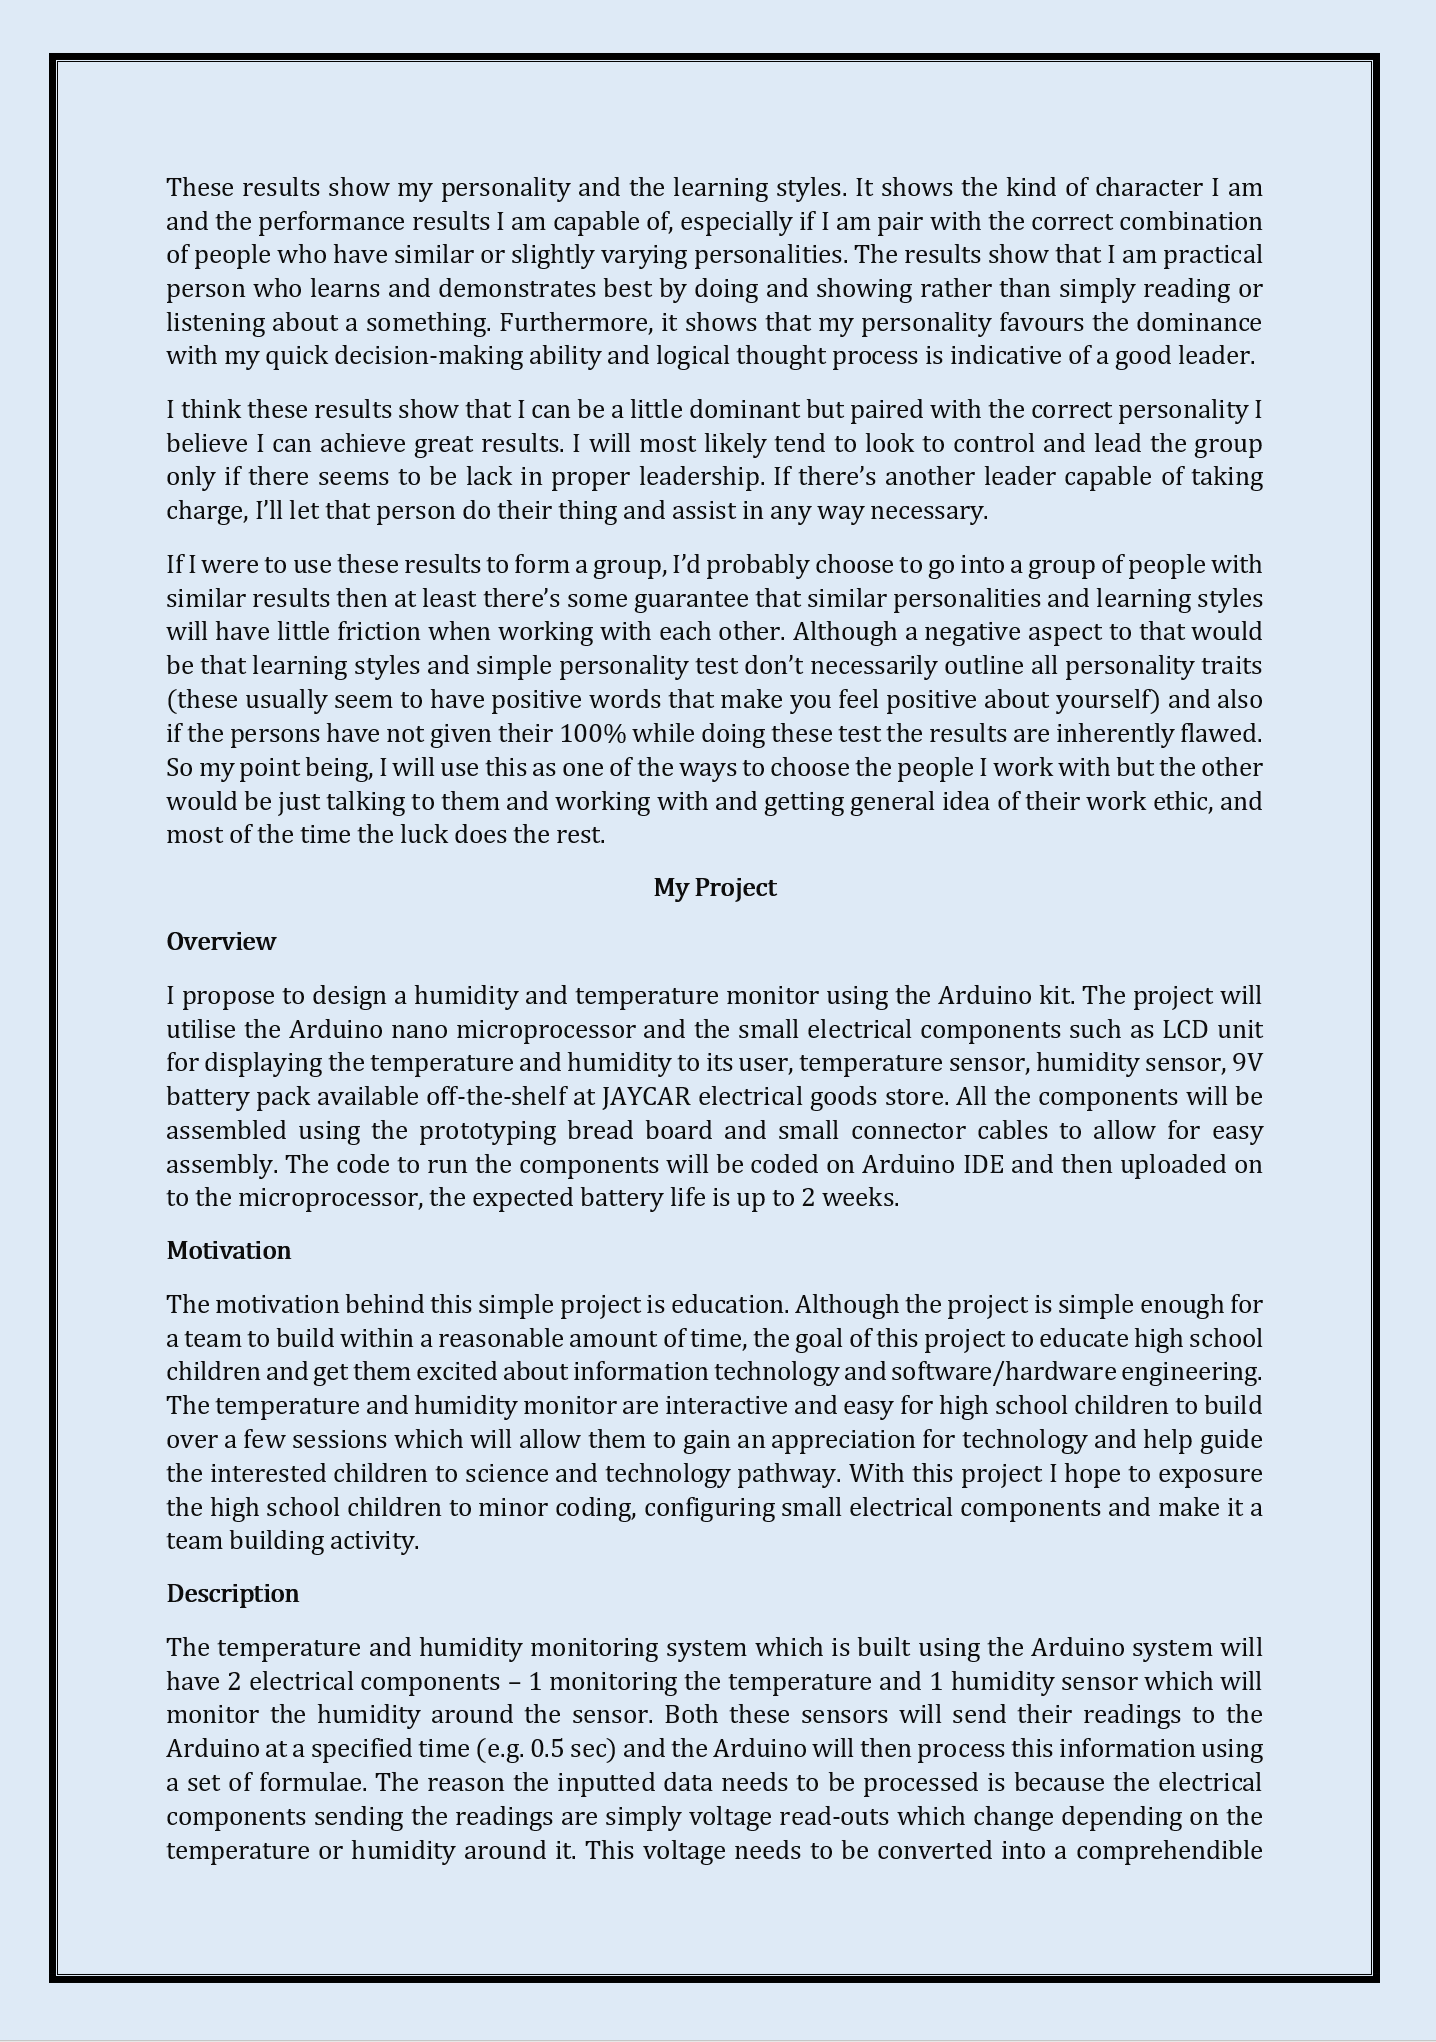 These results show my personality and the learning styles. It shows the kind of character I am
and the performance results I am capable of, especially if I am pair with the correct combination
of people who have similar or slightly varying personalities. The results show that I am practical
person who learns and demonstrates best by doing and showing rather than simply reading or
listening about a something. Furthermore, it shows that my personality favours the dominance
with my quick decision-making ability and logical thought process is indicative of a good leader.
I think these results show that I can be a little dominant but paired with the correct personality I
believe I can achieve great results. I will most likely tend to look to control and lead the group
only if there seems to be lack in proper leadership. If there’s another leader capable of taking
charge, I’ll let that person do their thing and assist in any way necessary.
If I were to use these results to form a group, I’d probably choose to go into a group of people with
similar results then at least there’s some guarantee that similar personalities and learning styles
will have little friction when working with each other. Although a negative aspect to that would
be that learning styles and simple personality test don’t necessarily outline all personality traits
(these usually seem to have positive words that make you feel positive about yourself) and also
if the persons have not given their 100% while doing these test the results are inherently flawed.
So my point being, I will use this as one of the ways to choose the people I work with but the other
would be just talking to them and working with and getting general idea of their work ethic, and
most of the time the luck does the rest.
My Project
Overview
I propose to design a humidity and temperature monitor using the Arduino kit. The project will
utilise the Arduino nano microprocessor and the small electrical components such as LCD unit
for displaying the temperature and humidity to its user, temperature sensor, humidity sensor, 9V
battery pack available off-the-shelf at JAYCAR electrical goods store. All the components will be
assembled using the prototyping bread board and small connector cables to allow for easy
assembly. The code to run the components will be coded on Arduino IDE and then uploaded on
to the microprocessor, the expected battery life is up to 2 weeks.
Motivation
The motivation behind this simple project is education. Although the project is simple enough for
a team to build within a reasonable amount of time, the goal of this project to educate high school
children and get them excited about information technology and software/hardware engineering.
The temperature and humidity monitor are interactive and easy for high school children to build
over a few sessions which will allow them to gain an appreciation for technology and help guide
the interested children to science and technology pathway. With this project I hope to exposure
the high school children to minor coding, configuring small electrical components and make it a
team building activity.
Description
The temperature and humidity monitoring system which is built using the Arduino system will
have 2 electrical components – 1 monitoring the temperature and 1 humidity sensor which will
monitor the humidity around the sensor. Both these sensors will send their readings to the
Arduino at a specified time (e.g. 0.5 sec) and the Arduino will then process this information using
a set of formulae. The reason the inputted data needs to be processed is because the electrical
components sending the readings are simply voltage read-outs which change depending on the
temperature or humidity around it. This voltage needs to be converted into a comprehendible